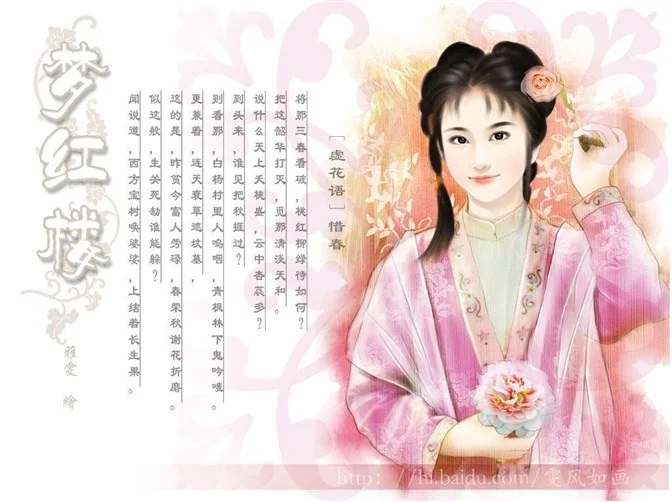 梦红楼
[虚花语]惜春
将那三春看破,桃红柳绿待如何?
把这韶华打灭,觅那清淡天和。
说什么天上夭桃盛,云中杏蕊多?
到头来,谁见把秋捱过?
则看那,白杨村里人呜咽,青枫林下鬼吟哦。
更兼着,连天衰草遮坟墓,
这的是,昨贫今富人劳碌,春荣秋谢花折磨。
似这般,生关死劫谁能躲?
闻说道,西方宝树唤婆娑,上结着长生果。
雅雯 繪
http://hi.baidu.com/雯风如画